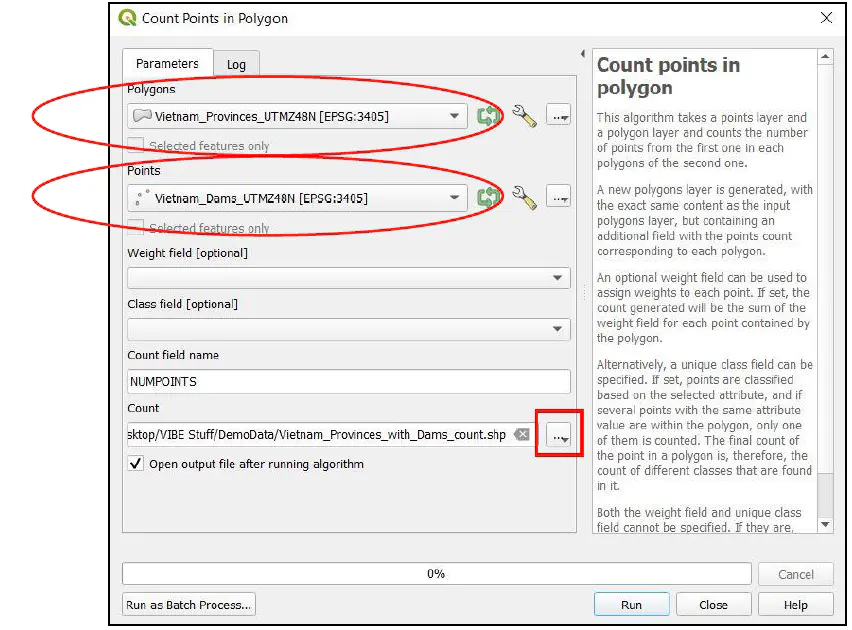 Count Points in Polygon
Parameters
Log
Polygons
Vietnam_Provinces_UTMZ48N [EPSG:3405]
...
Selected features only
Points
Vietnam_Dams_UTMZ48N [EPSG:3405]
...
Selected features only
Weight field [optional]
Class field [optional]
Count field name
NUMPOINTS
Count
sktop/VIBE Stuff/DemoData/Vietnam_Provinces_with_Dams_count.shp
...
Open output file after running algorithm
Count points in
polygon
This algorithm takes a points layer and
a polygon layer and counts the number
of points from the first one in each
polygons of the second one.
A new polygons layer is generated, with
the exact same content as the input
polygons layer, but containing an
additional field with the points count
corresponding to each polygon.
An optional weight field can be used to
assign weights to each point. If set, the
count generated will be the sum of the
weight field for each point contained by
the polygon.
Alternatively, a unique class field can be
specified. If set, points are classified
based on the selected attribute, and if
several points with the same attribute
value are within the polygon, only one
of them is counted. The final count of
the point in a polygon is, therefore, the
count of different classes that are found
in it.
Both the weight field and unique class
field cannot be specified. If they are,
0%
Cancel
Run as Batch Process...
Run
Close
Help